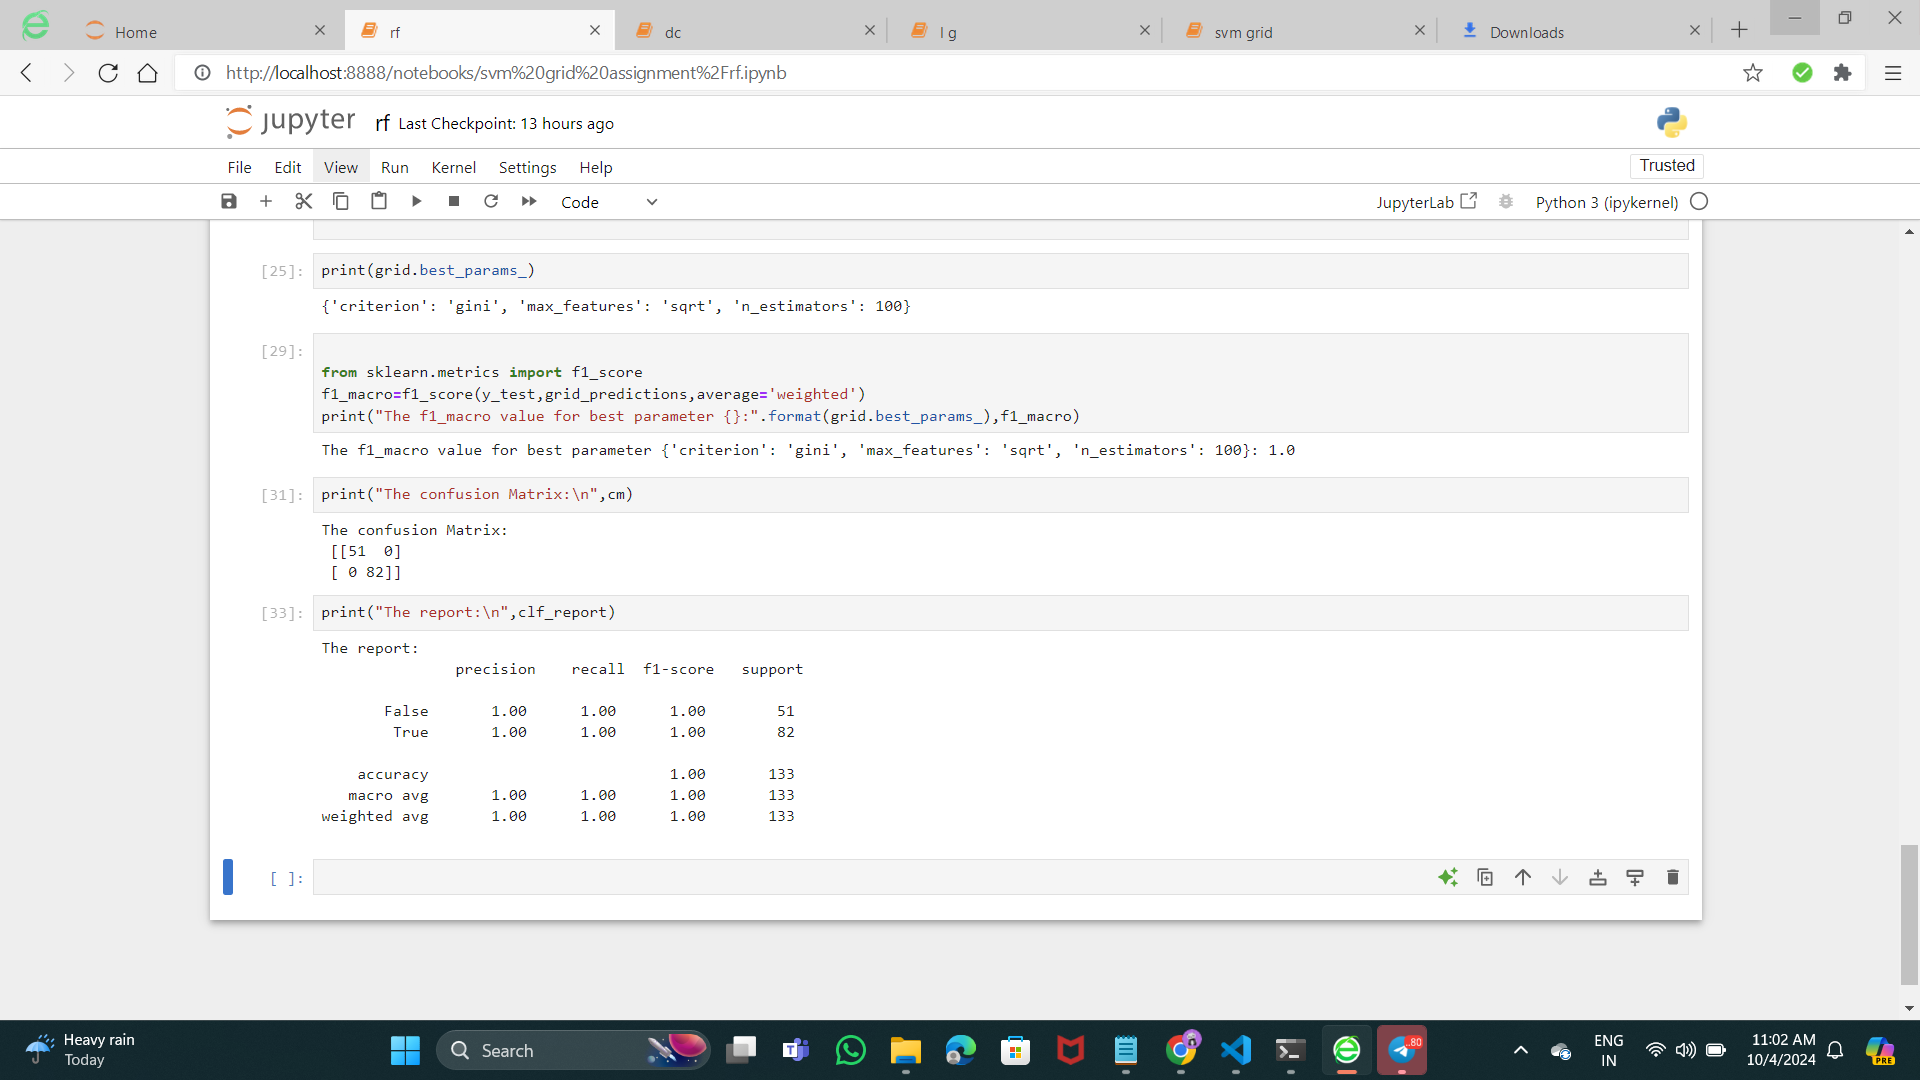 Home
rf
dc
l g
svm grid
Downloads
http://localhost:8888/notebooks/svm%20grid%20assignment%2Frf.ipynb
jupyter rf Last Checkpoint: 13 hours ago
File Edit View Run Kernel Settings Help
Trusted
Code
JupyterLab
Python 3 (ipykernel)
[25]: print(grid.best_params_)
{'criterion': 'gini', 'max_features': 'sqrt', 'n_estimators': 100}
[29]:
from sklearn.metrics import f1_score
f1_macro=f1_score(y_test,grid_predictions,average='weighted')
print("The f1_macro value for best parameter {}:".format(grid.best_params_),f1_macro)
The f1_macro value for best parameter {'criterion': 'gini', 'max_features': 'sqrt', 'n_estimators': 100}: 1.0
[31]: print("The confusion Matrix:\n",cm)
The confusion Matrix:
[[51  0]
[ 0 82]]
[33]: print("The report:\n",clf_report)
The report:
precision recall f1-score support
False 1.00 1.00 1.00 51
True 1.00 1.00 1.00 82
accuracy 1.00 133
macro avg 1.00 1.00 1.00 133
weighted avg 1.00 1.00 1.00 133
[ ]:
Heavy rain
Today
Search
80
ENG
IN
11:02 AM
10/4/2024
PRE